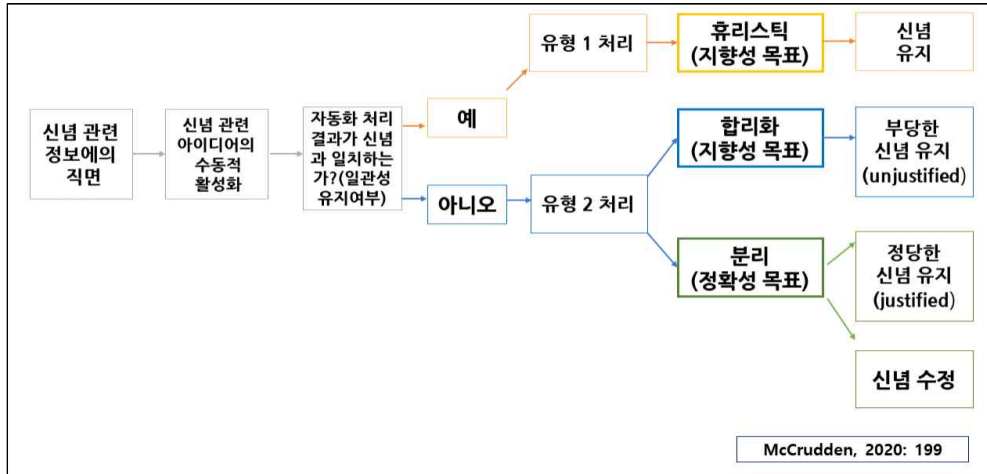 신념 관련
정보에의
직면
신념 관련
아이디어의
수동적
활성화
자동화 처리
결과가 신념
과 일치하는
가?(일관성
유지여부)
예
유형 1 처리
휴리스틱
(지향성 목표)
신념
유지
아니오
유형 2 처리
합리화
(지향성 목표)
부당한
신념 유지
(unjustified)
분리
(정확성 목표)
정당한
신념 유지
(justified)
신념 수정
McCrudden, 2020: 199